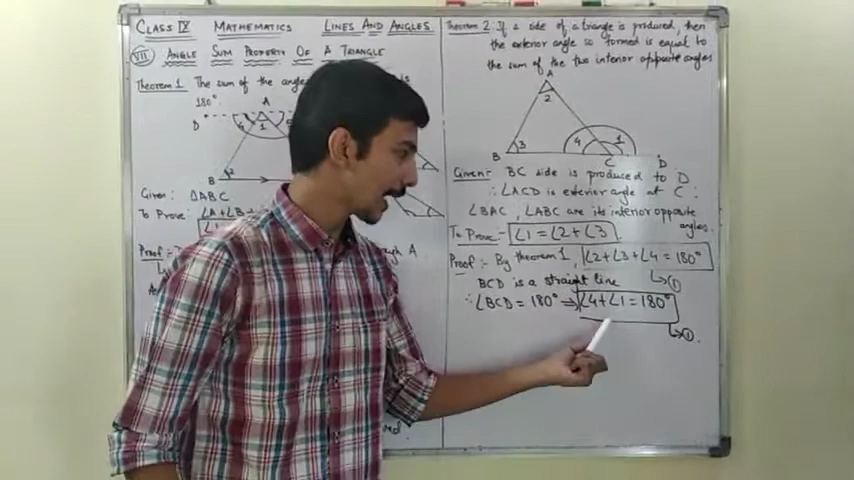 CLASS IX MATHEMATICS LINES AND ANGLES
VII ANGLE SUM PROPERTY OF A TRIANGLE
Theorem 1 The sum of the angles
180°
A
D
4 1
B 2
Given: △ABC
To Prove: ∠A+∠B+
Proof:-
Theorem 2: If a side of a triangle is produced, then
the exterior angle so formed is equal to
the sum of the two interior opposite angles
A
2
3 4 1
B C D
Given:- BC side is produced to D
∴ ∠ACD is exterior angle at C.
∠BAC, ∠ABC are its interior opposite
angles.
To Prove- ∠1 = ∠2 + ∠3
Proof:- By theorem 1, ∠2 + ∠3 + ∠4 = 180°
①
BCD is a straight line
∴ ∠BCD = 180° ⇒ ∠4 + ∠1 = 180°
①